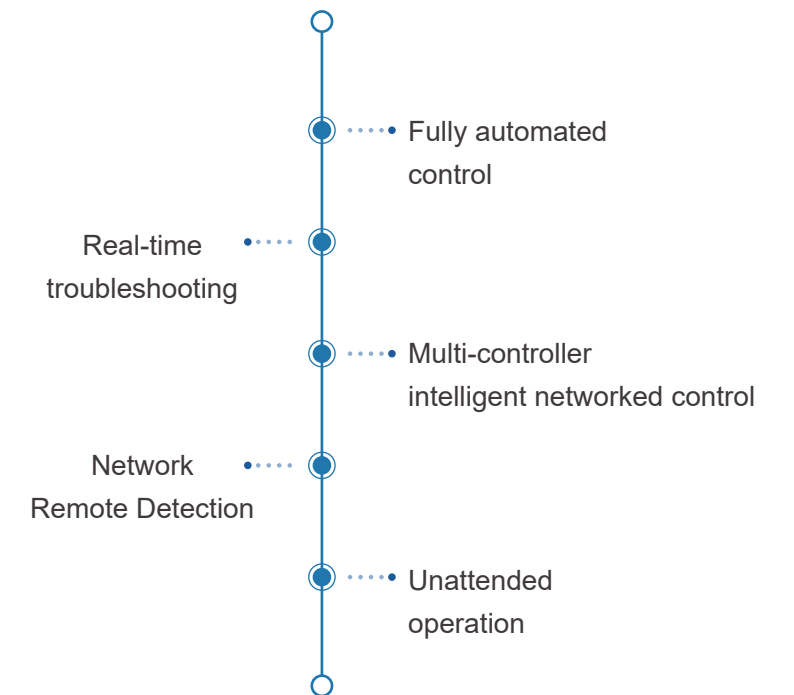 Fully automated
control
Real-time
troubleshooting
Multi-controller
intelligent networked control
Network
Remote Detection
Unattended
operation